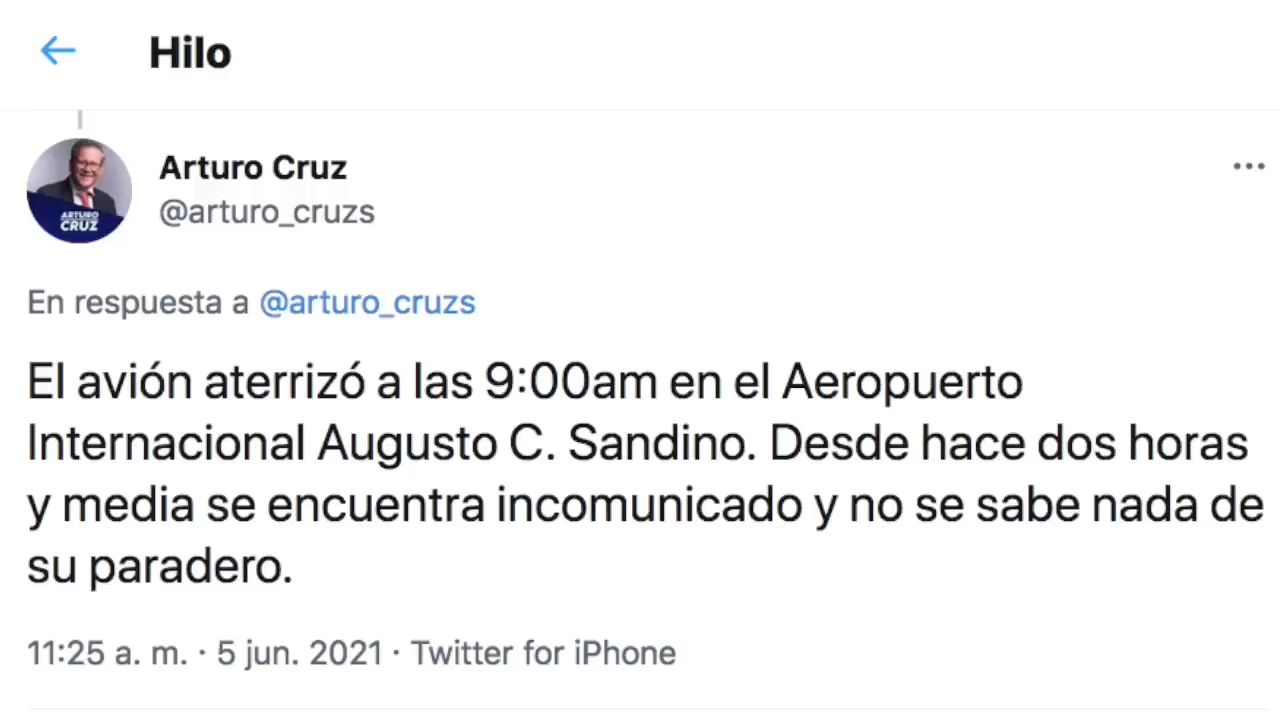 Hilo
Arturo Cruz
@arturo_cruzs
ARTURO
CRUZ
En respuesta a @arturo_cruzs
El avión aterrizó a las 9:00am en el Aeropuerto
Internacional Augusto C. Sandino. Desde hace dos horas
y media se encuentra incomunicado y no se sabe nada de
su paradero.
11:25 a. m. · 5 jun. 2021 · Twitter for iPhone